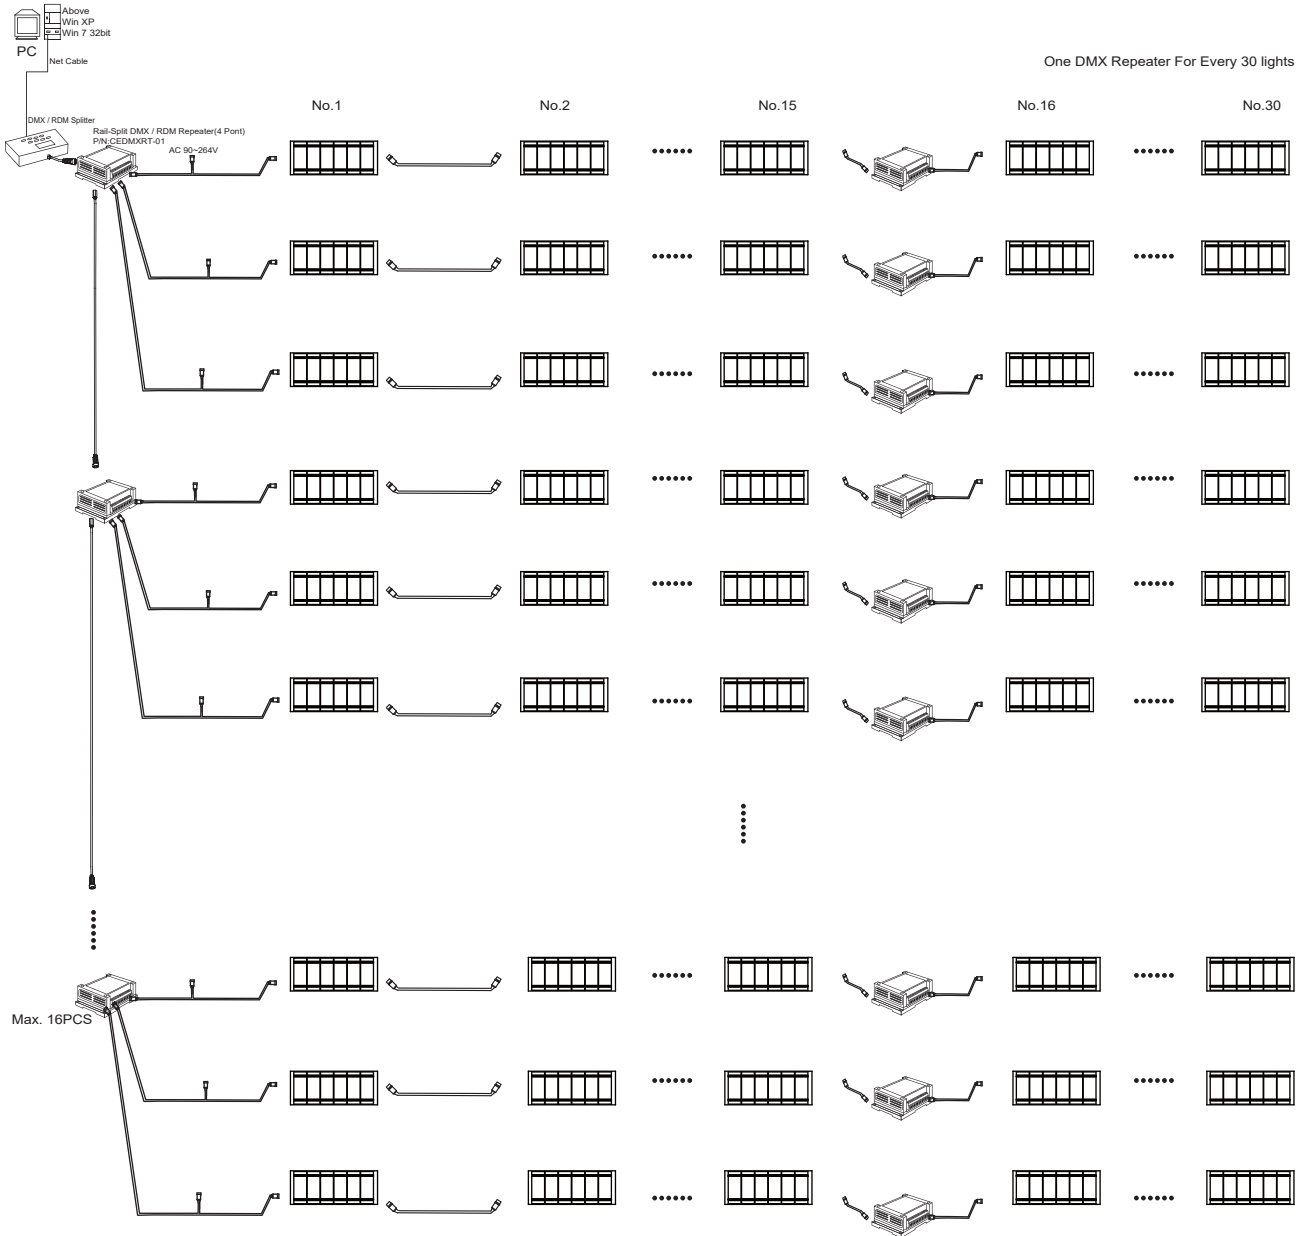 Above
Win XP
Win 7 32bit
PC
Net Cable
One DMX Repeater For Every 30 lights
No.1
No.2
No.15
No.16
No.30
DMX / RDM Splitter
Rail-Split DMX / RDM Repeater(4 Pont)
P/N:CEDMXRT-01
AC 90~264V
Max. 16PCS